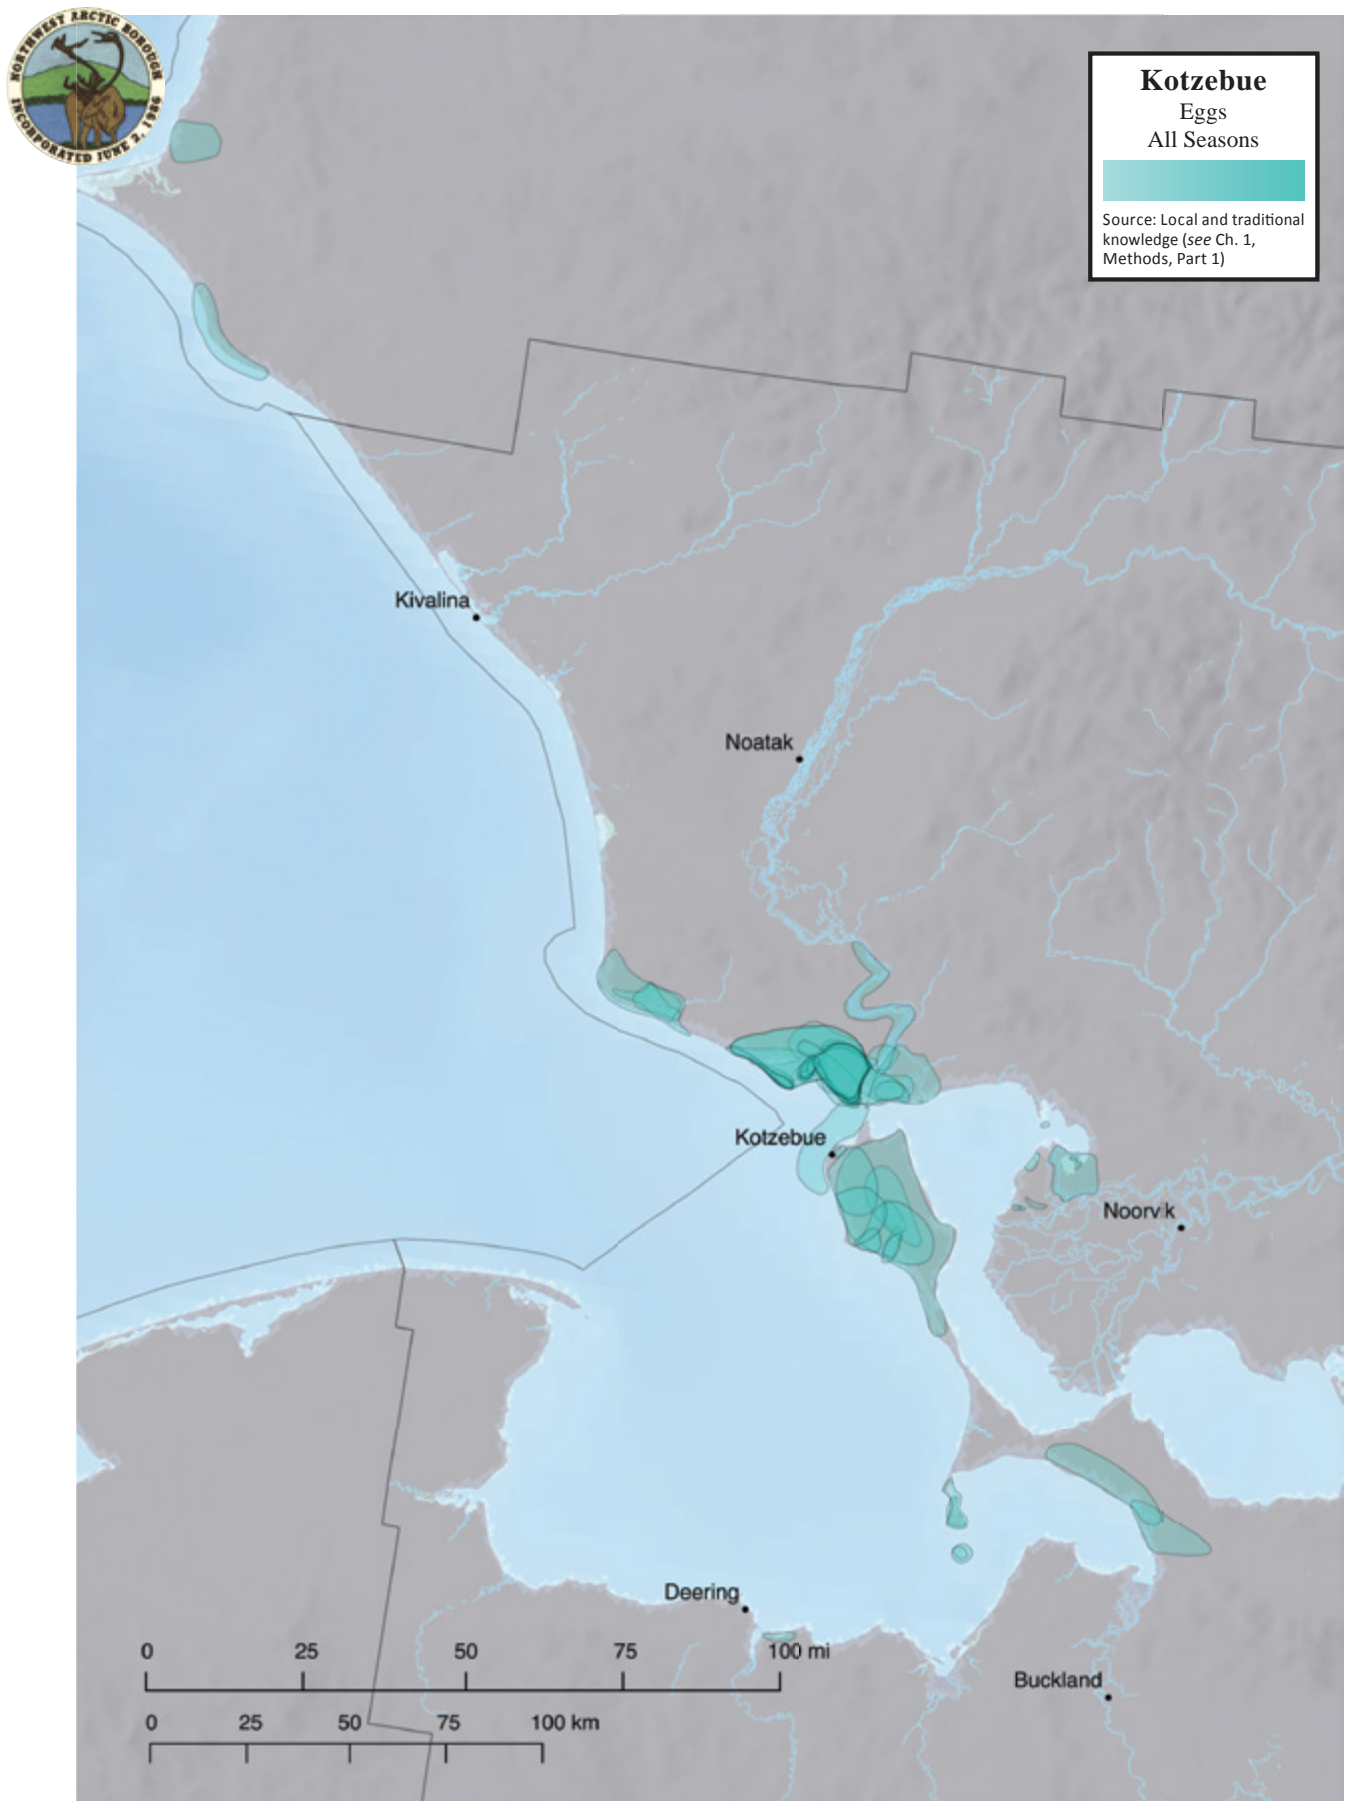 NORTHWEST ARCTIC BOROUGH
INCORPORATED JUNE 2, 1986
Kotzebue
Eggs
All Seasons
Source: Local and traditional
knowledge (see Ch. 1,
Methods, Part 1)
Kivalina
Noatak
Kotzebue
Noorvik
Deering
Buckland
0 25 50 75 100 mi
0 25 50 75 100 km